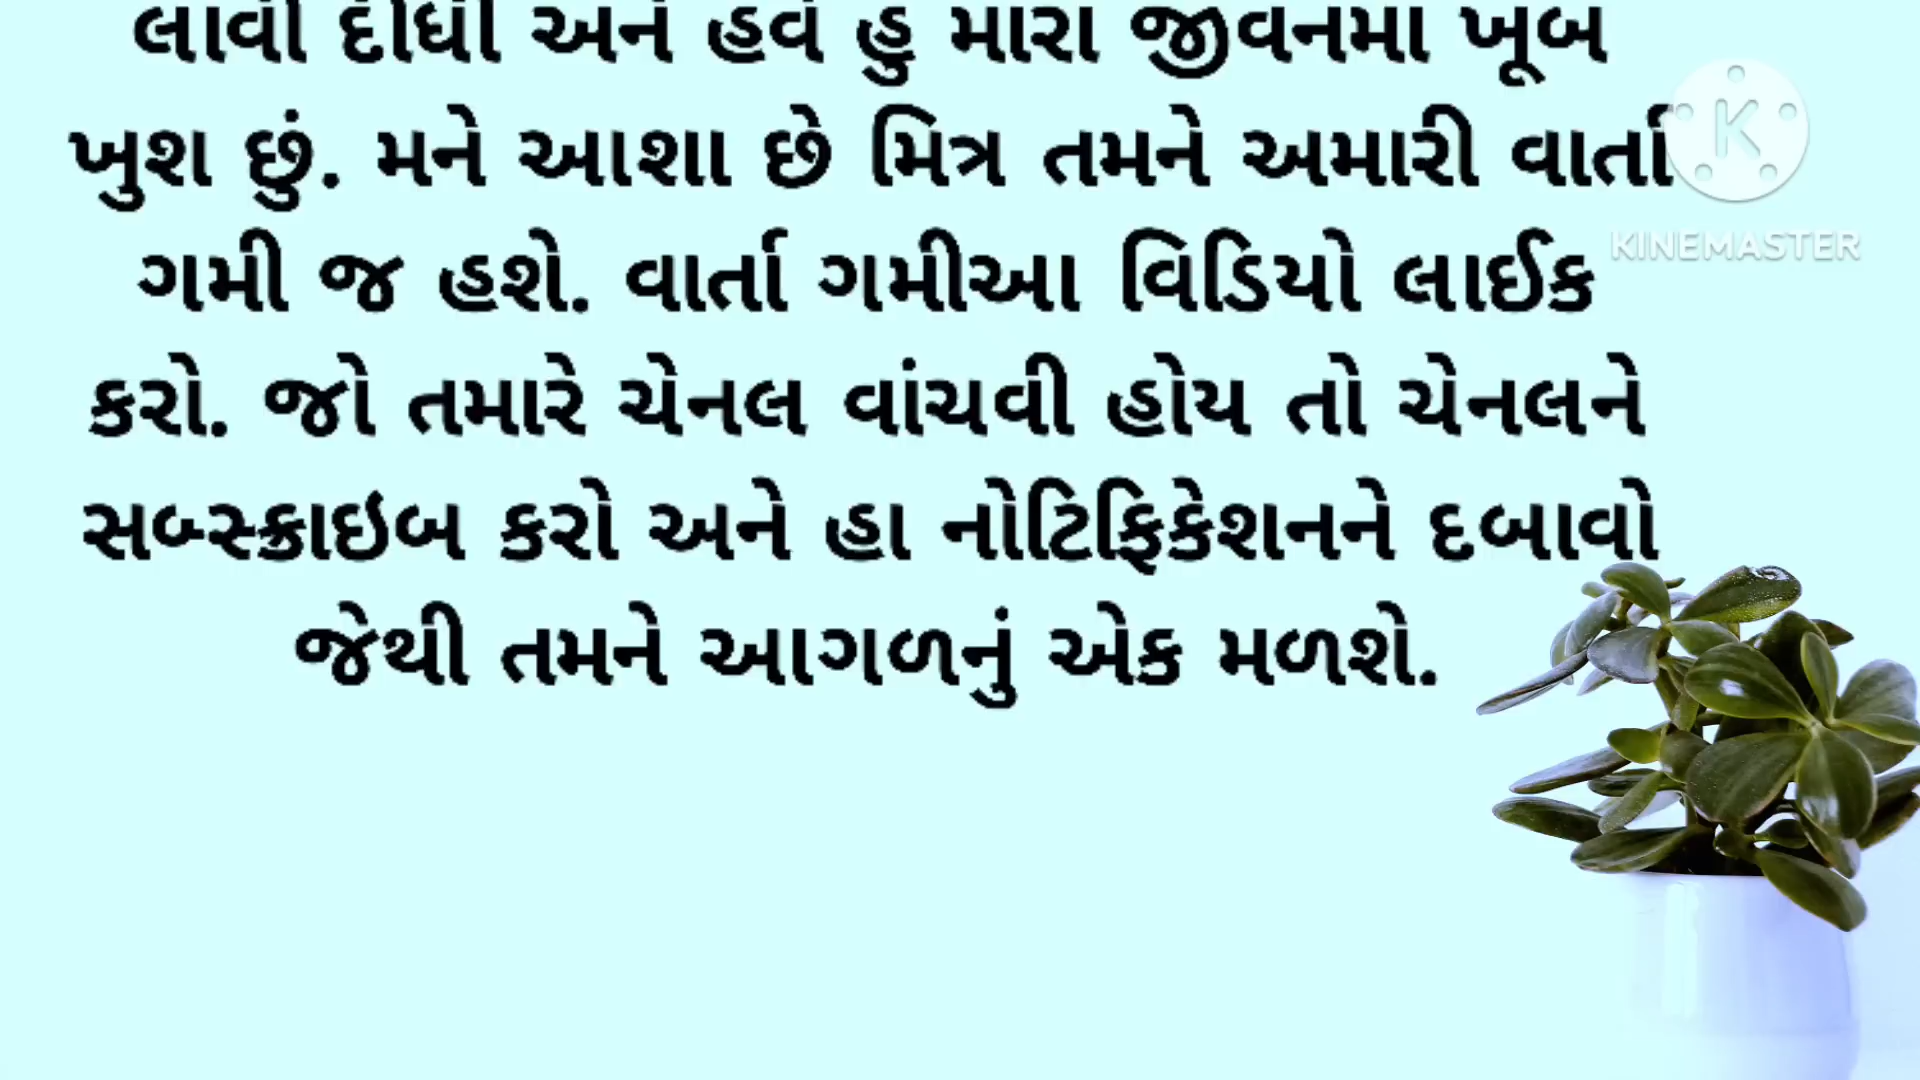 લાવી દીધી અને હવે હું મારા જીવનમાં ખૂબ
ખુશ છું. મને આશા છે મિત્ર તમને અમારી વાર્તા
ગમી જ હશે. વાર્તા ગમીઆ વિડિયો લાઈક
કરો. જો તમારે ચેનલ વાંચવી હોય તો ચેનલને
સબ્સ્ક્રાઇબ કરો અને હા નોટિફિકેશનને દબાવો
જેથી તમને આગળનું એક મળશે.
K
KINEMASTER